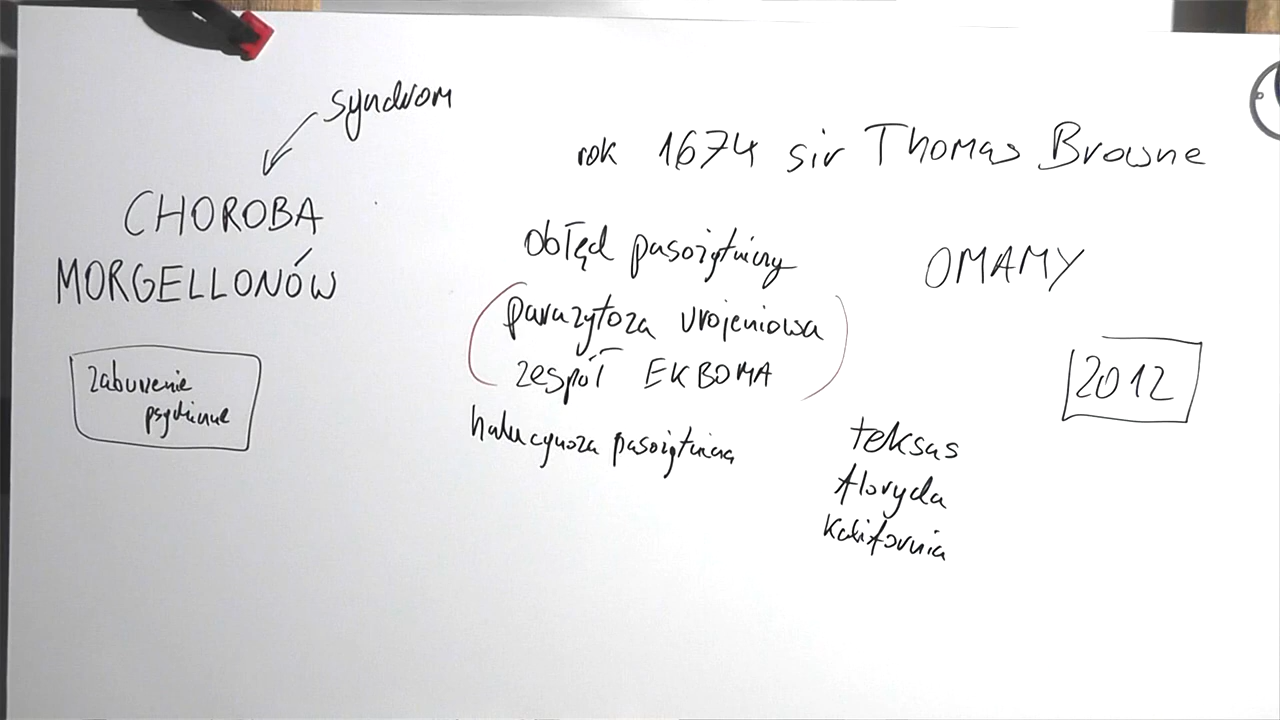 syndrom
CHOROBA
MORGELLONÓW
zaburzenie
psychiczne
rok 1674 sir Thomas Browne
obłęd pasożytniczy
OMAMY
(parazytoza urojeniowa
zespół EKBOMA)
halucynoza pasożytnicza
2012
teksas
floryda
kalifornia